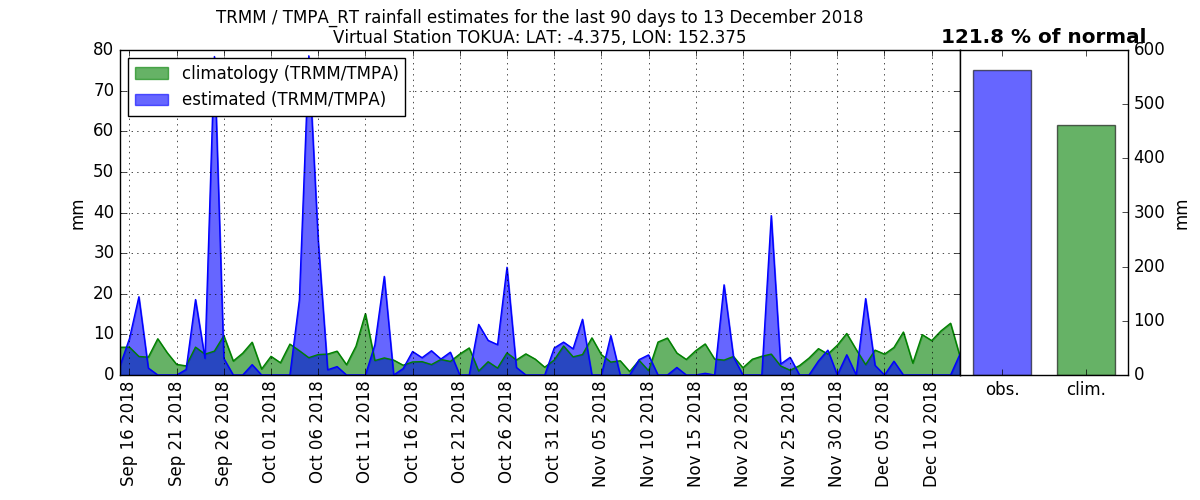 TRMM / TMPA_RT rainfall estimates for the last 90 days to 13 December 2018
Virtual Station TOKUA: LAT: -4.375, LON: 152.375
121.8 % of normal
climatology (TRMM/TMPA)
estimated (TRMM/TMPA)
mm
80
70
60
50
40
30
20
10
0
Sep 16 2018
Sep 21 2018
Sep 26 2018
Oct 01 2018
Oct 06 2018
Oct 11 2018
Oct 16 2018
Oct 21 2018
Oct 26 2018
Oct 31 2018
Nov 05 2018
Nov 10 2018
Nov 15 2018
Nov 20 2018
Nov 25 2018
Nov 30 2018
Dec 05 2018
Dec 10 2018
obs.
clim.
600
500
400
300
200
100
0
mm